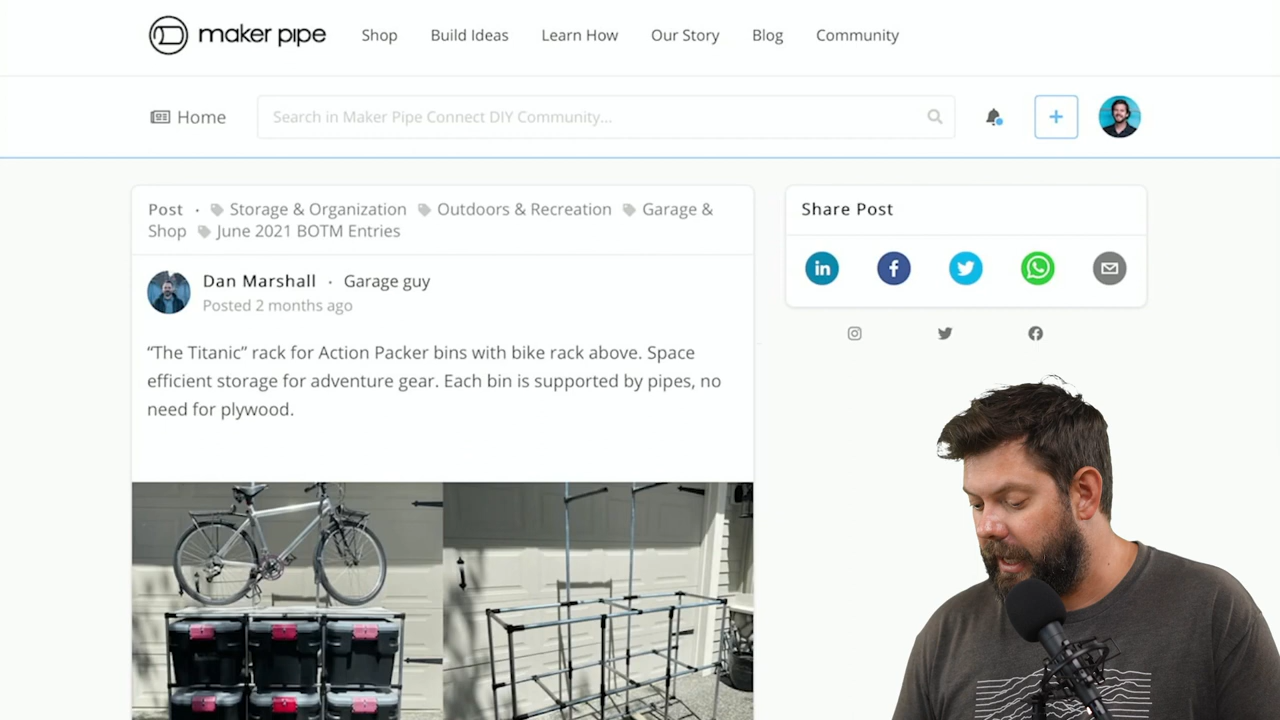 maker pipe
Shop
Build Ideas
Learn How
Our Story
Blog
Community
Home
Search in Maker Pipe Connect DIY Community...
+
Post · Storage & Organization Outdoors & Recreation Garage &
Shop June 2021 BOTM Entries
Dan Marshall · Garage guy
Posted 2 months ago
“The Titanic” rack for Action Packer bins with bike rack above. Space
efficient storage for adventure gear. Each bin is supported by pipes, no
need for plywood.
Share Post
in